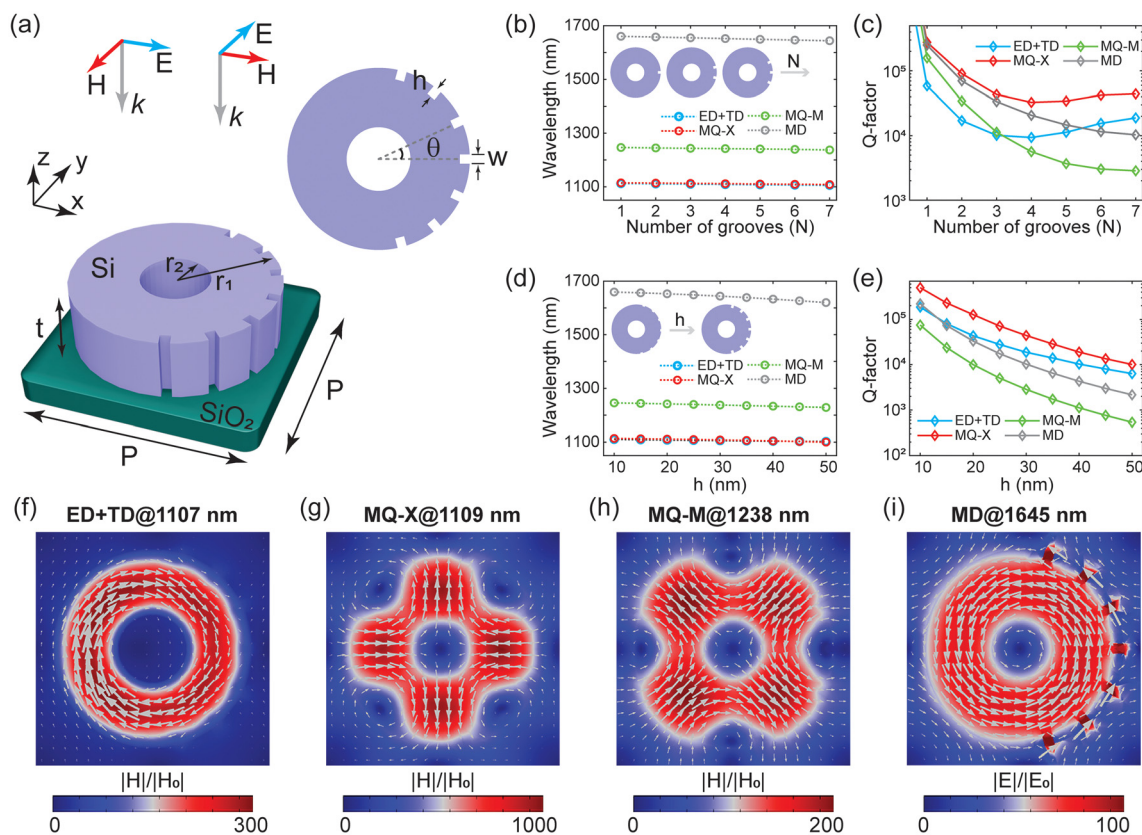 (a)
E
H
k
E
H
k
h
θ
w
z
y
x
Si
r₂
r₁
t
SiO₂
P
P
(b)
1700
1500
1300
1100
Wavelength (nm)
N
ED+TD
MQ-X
MQ-M
MD
1 2 3 4 5 6 7
Number of grooves (N)
(c)
10⁵
10⁴
10³
Q-factor
ED+TD
MQ-X
MQ-M
MD
1 2 3 4 5 6 7
Number of grooves (N)
(d)
1700
1500
1300
1100
Wavelength (nm)
h
ED+TD
MQ-X
MQ-M
MD
10 20 30 40 50
h (nm)
(e)
10⁵
10⁴
10³
10²
Q-factor
ED+TD
MQ-X
MQ-M
MD
10 20 30 40 50
h (nm)
(f)
ED+TD@1107 nm
|H|/|H₀|
0 300
(g)
MQ-X@1109 nm
|H|/|H₀|
0 1000
(h)
MQ-M@1238 nm
|H|/|H₀|
0 200
(i)
MD@1645 nm
|E|/|E₀|
0 100